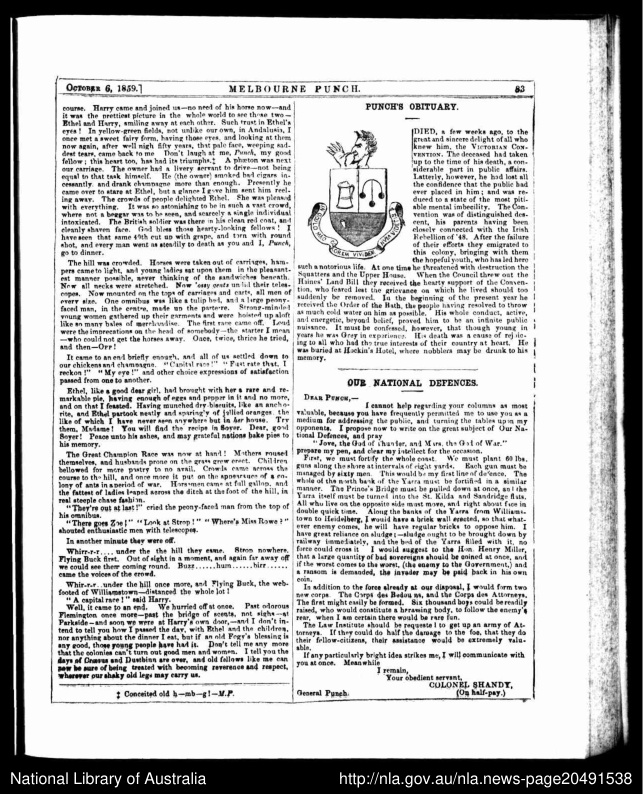 OCTOBER 6, 1859.] MELBOURNE PUNCH. 83
course. Harry came and joined us—no need of his horse now—and
it was the prettiest picture in the whole world to see those two—
Ethel and Harry, smiling away at each other. Such trust in Ethel's
eyes! In yellow-green fields, not unlike our own, in Andalusia, I
once met a sweet fairy form, having those eyes, and looking at them
now again, after well nigh fifty years, that pale face, weeping sad-
dest tears, came back to me Don't laugh at me, Punch, my good
fellow; this heart too, has had its triumphs.‡ A phaeton was next
our carriage. The owner had a livery servant to drive—not being
equal to that task himself. He (the owner) smoked bad cigars in-
cessantly, and drank champagne more than enough. Presently he
came over to stare at Ethel, but a glance I gave him sent him reel-
ing away. The crowds of people delighted Ethel. She was pleased
with everything. It was so astonishing to be in such a vast crowd,
where not a beggar was to be seen, and scarcely a single individual
intoxicated. The British soldier was there in his clean red coat, and
cleanly shaven face. God bless those hearty-looking fellows! I
have seen that same 40th cut up with grape, and torn with round
shot, and every man went as steadily to death as you and I, Punch,
go to dinner.
The hill was crowded. Horses were taken out of carriages, ham-
pers came to light, and young ladies sat upon them in the pleasant-
est manner possible, never thinking of the sandwiches beneath.
Now all necks were stretched. Now 'easy cents unlid their teles-
copes. Now mounted on the tops of carriages and carts, all men of
every size. One omnibus was like a tulip bed, and a large peony-
faced man, in the centre, made up the parterre. Strong-minded
young women gathered up their garments and were hoisted up aloft
like so many bales of merchandise. The first race came off. Loud
were the imprecations on the head of somebody—the starter I mean
—who could not get the horses away. Once, twice, thrice he tried,
and then—OFF!
It came to an end briefly enough, and all of us settled down to
our chickens and champagne. "Capital race!" "Fust rate that, I
reckon!" "My eye!" and other choice expressions of satisfaction
passed from one to another.
Ethel, like a good dear girl, had brought with her a rare and re-
markable pie, having enough of eggs and pepper in it and no more,
and on that I feasted. Having munched dry biscuits, like an ancho-
rite, and Ethel partook neatly and sparingly of jellied oranges, the
like of which I have never seen anywhere but in her house. Try
them, Madame! You will find the recipe in Soyer. Dear, good
Soyer! Peace unto his ashes, and may grateful nations bake pies to
his memory.
The Great Champion Race was now at hand! Mothers roused
themselves, and husbands prone on the grass grew erect. Children
bellowed for more pastry to no avail. Crowds came across the
course to the hill, and once more it put on the appearance of a co-
lony of ants in a period of war. Horsemen came at full gallop, and
the fattest of ladies leaped across the ditch at the foot of the hill, in
real steeple chase fashion.
"They're out at last!" cried the peony-faced man from the top of
his omnibus.
"There goes Zoe!" "Look at Strop!" "Where's Miss Rowe?"
shouted enthusiastic men with telescopes.
In another minute they were off.
Whirr-r-r.... under the the hill they came. Stron nowhere,
Flying Buck first. Out of sight in a moment, and again far away off
we could see them coming round. Buzz......hum......birr......
came the voices of the crowd.
Whir-r-r..under the hill once more, and Flying Buck, the web-
footed of Williamstown—distanced the whole lot!
"A capital race!" said Harry.
Well, it came to an end. We hurried off at once. Past odorous
Flemington once more—past the bridge of scents, not sighs—at
Parkside—and soon we were at Harry's own door,—and I don't in-
tend to tell you how I passed the day, with Ethel and the children,
nor anything about the dinner I eat, but if an old Fogy's blessing is
any good, those young people have had it. Don't tell me any more
that the colonies can't turn out good men and women. I tell you the
days of Crœsus and Dustbinn are over, and old fellows like me can
now be sure of being treated with becoming reverence and respect,
wherever our shaky old legs may carry us.
‡ Conceited old h—mb—g!—M.P.
PUNCH'S OBITUARY.
DIED, a few weeks ago, to the
great and sincere delight of all who
knew him, the VICTORIAN CON-
VENTION. The deceased had taken
up to the time of his death, a con-
siderable part in public affairs.
Latterly, however, he had lost all
the confidence that the public had
ever placed in him; and was re-
duced to a state of the most piti-
able mental imbecility. The Con-
vention was of distinguished des-
cent, his parents having been
closely connected with the Irish
Rebellion of '48. After the failure
of their efforts they emigrated to
this colony, bringing with them
the hopeful youth, who has led here
such a notorious life. At one time he threatened with destruction the
Squatters and the Upper House. When the Council threw out the
Haines' Land Bill they received the hearty support of the Conven-
tion, who feared lest the grievance on which he lived should too
suddenly be removed. In the beginning of the present year he
received the Order of the Bath, the people having resolved to throw
as much cold water on him as possible. His whole conduct, active,
and energetic, beyond belief, proved him to be an intense public
nuisance. It must be confessed, however, that though young in
years he was Grey in experience. His death was a cause of rejoic-
ing to all who had the true interests of their country at heart. He
was buried at Hockin's Hotel, where nobblers may be drunk to his
memory.
OUR NATIONAL DEFENCES.
DEAR PUNCH,—
I cannot help regarding your columns as most
valuable, because you have frequently permitted me to use you as a
medium for addressing the public, and turning the tables upon my
opponents. I propose now to write on the great subject of Our Na-
tional Defences, and pray
"Jove, the God of thunder, and Mars, the God of War."
prepare my pen, and clear my intellect for the occasion.
First, we must fortify the whole coast. We must plant 60 lbs.
guns along the shore at intervals of eight yards. Each gun must be
managed by sixty men. This would be my first line of defence. The
whole of the north bank of the Yarra must be fortified in a similar
manner. The Prince's Bridge must be pulled down at once, and the
Yarra itself must be turned into the St. Kilda and Sandridge flats.
All who live on the opposite side must move, and right about face in
double quick time. Along the banks of the Yarra from Williams-
town to Heidelberg, I would have a brick wall erected, so that what-
ever enemy comes, he will have regular bricks to oppose him. I
have great reliance on sludge;—sludge ought to be brought down by
railway immediately, and the bed of the Yarra filled with it, no
force could cross it I would suggest to the Hon. Henry Miller,
that a large quantity of bad sovereigns should be coined at once, and
if the worst comes to the worst, (the enemy to the Government), and
a ransom is demanded, the invader may be paid back in his own
coin.
In addition to the force already at our disposal, I would form two
new corps. The Corps des Bedouins, and the Corps des Attorneys,
The first might easily be formed. Six thousand boys could be readily
raised, who would constitute a harassing body, to follow the enemy's
rear, when I am certain there would be rare fun.
The Law Institute should be requested to get up an army of At-
torneys. If they could do half the damage to the foe, that they do
their fellow-citizens, their assistance would be extremely valu-
able.
If any particularly bright idea strikes me, I will communicate with
you at once. Meanwhile
I remain,
Your obedient servant,
COLONEL SHANDY,
General Punch. (On half-pay.)
National Library of Australia http://nla.gov.au/nla.news-page20491538